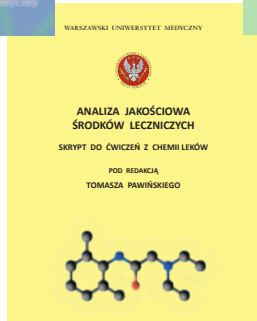 WARSZAWSKI UNIWERSYTET MEDYCZNY
ANALIZA JAKOŚCIOWA
ŚRODKÓW LECZNICZYCH
SKRYPT DO ĆWICZEŃ Z CHEMII LEKÓW
POD REDAKCJĄ
TOMASZA PAWIŃSKIEGO